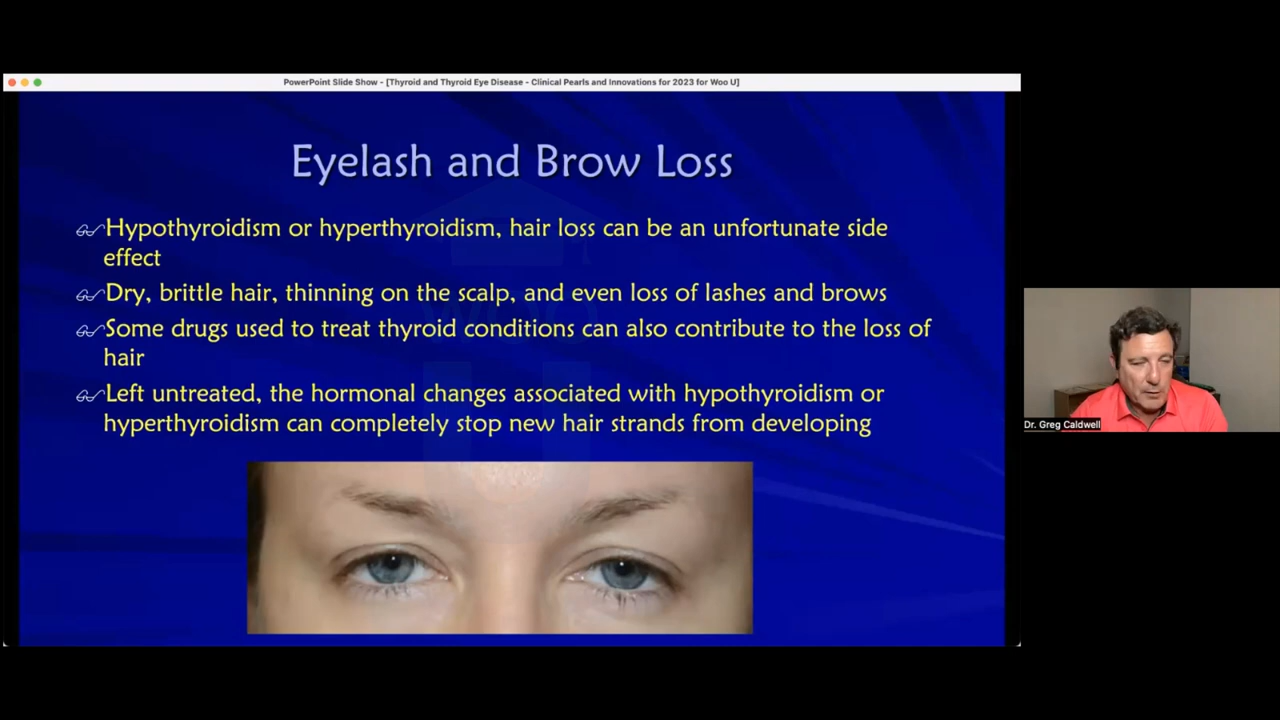 PowerPoint Slide Show - [Thyroid and Thyroid Eye Disease - Clinical Pearls and Innovations for 2023 for Woo U]
Eyelash and Brow Loss
Hypothyroidism or hyperthyroidism, hair loss can be an unfortunate side
effect
Dry, brittle hair, thinning on the scalp, and even loss of lashes and brows
Some drugs used to treat thyroid conditions can also contribute to the loss of
hair
Left untreated, the hormonal changes associated with hypothyroidism or
hyperthyroidism can completely stop new hair strands from developing
Dr. Greg Caldwell